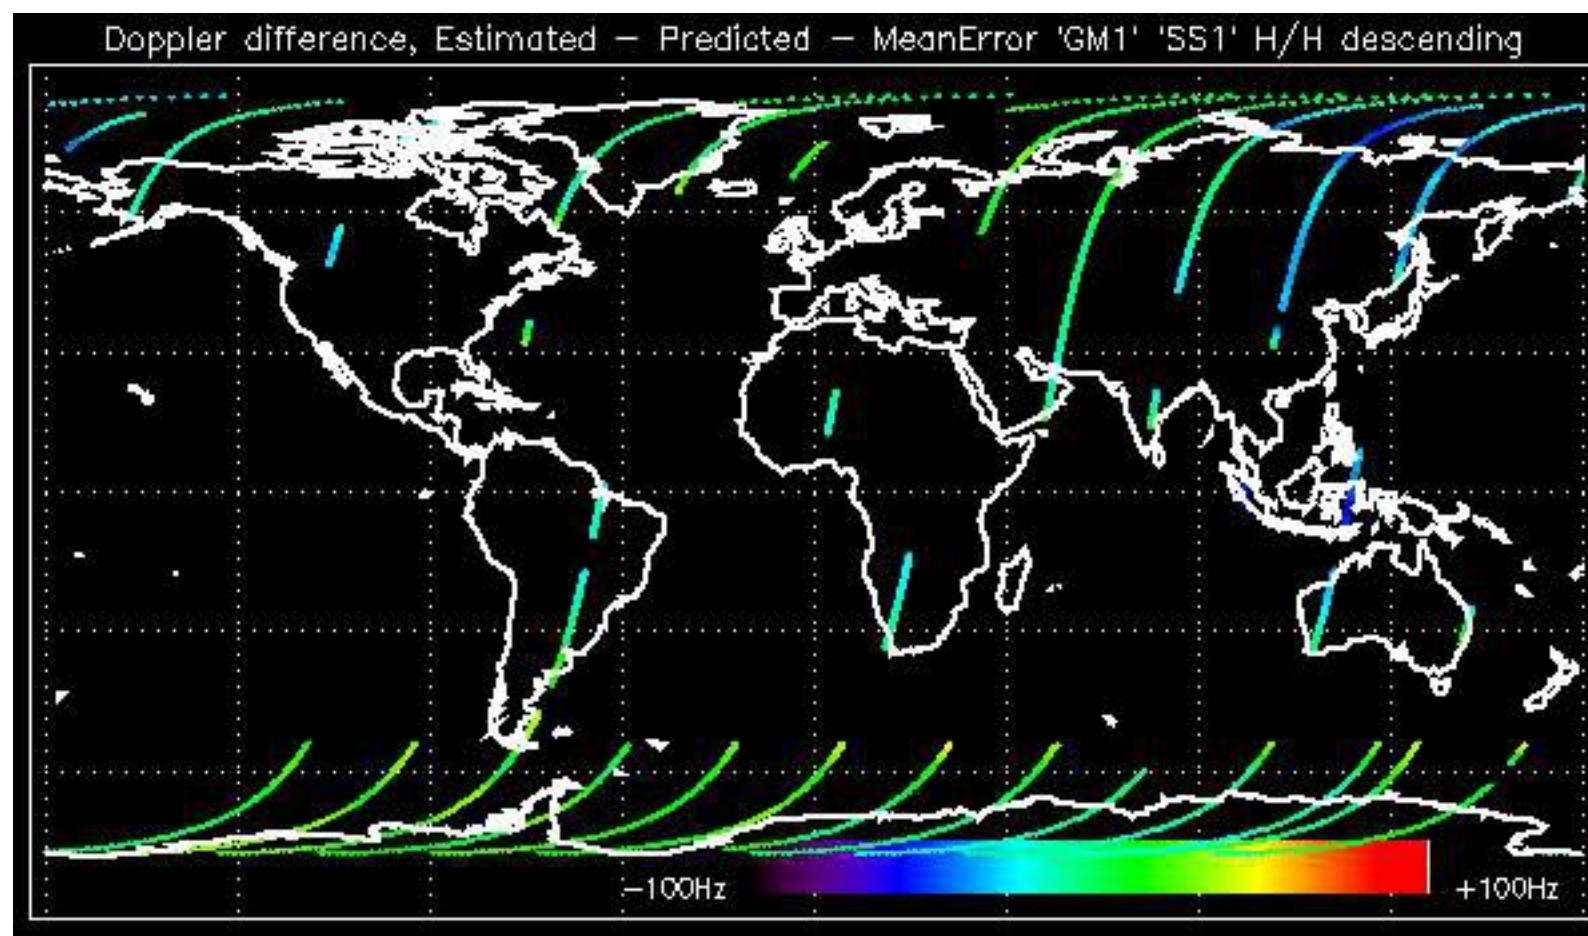 Doppler difference, Estimated – Predicted – MeanError 'GM1' 'SS1' H/H descending
−100Hz +100Hz